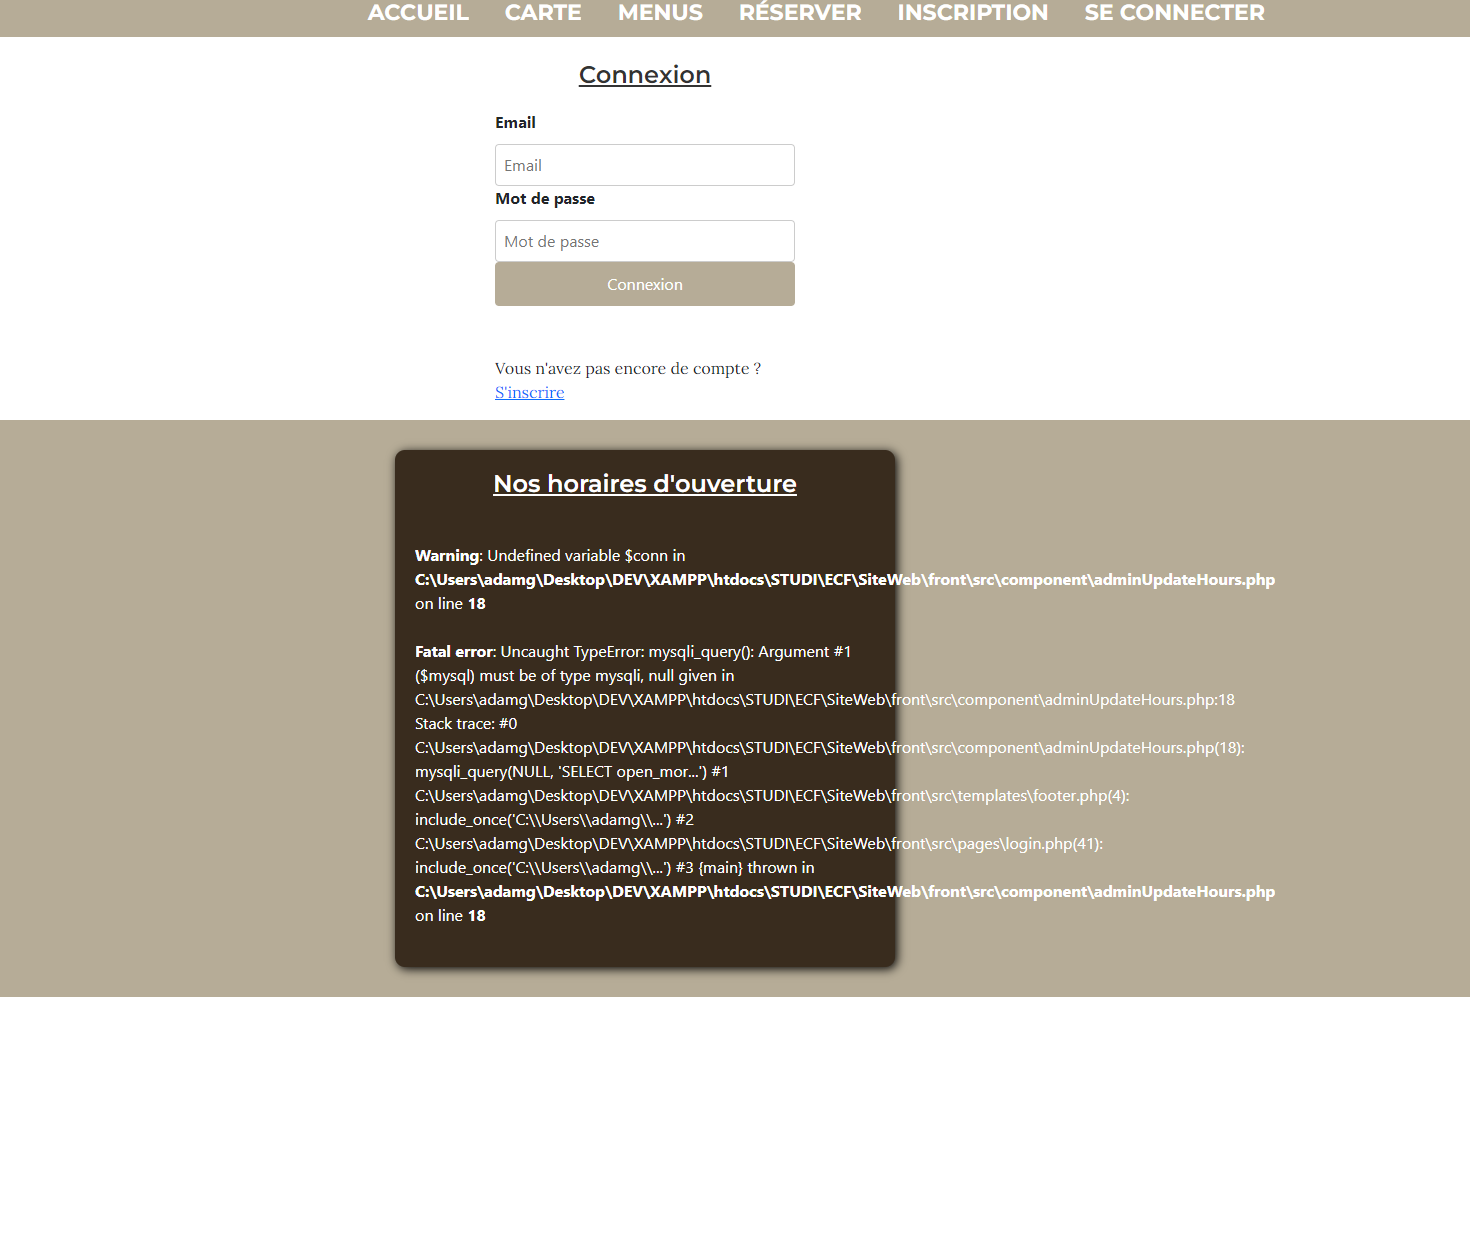 ACCUEIL CARTE MENUS RÉSERVER INSCRIPTION SE CONNECTER
Connexion
Email
Email
Mot de passe
Mot de passe
Connexion
Vous n'avez pas encore de compte ?
S'inscrire
Nos horaires d'ouverture
Warning: Undefined variable $conn in
C:\Users\adamg\Desktop\DEV\XAMPP\htdocs\STUDI\ECF\SiteWeb\front\src\component\adminUpdateHours.php
on line 18
Fatal error: Uncaught TypeError: mysqli_query(): Argument #1
($mysql) must be of type mysqli, null given in
C:\Users\adamg\Desktop\DEV\XAMPP\htdocs\STUDI\ECF\SiteWeb\front\src\component\adminUpdateHours.php:18
Stack trace: #0
C:\Users\adamg\Desktop\DEV\XAMPP\htdocs\STUDI\ECF\SiteWeb\front\src\component\adminUpdateHours.php(18):
mysqli_query(NULL, 'SELECT open_mor...') #1
C:\Users\adamg\Desktop\DEV\XAMPP\htdocs\STUDI\ECF\SiteWeb\front\src\templates\footer.php(4):
include_once('C:\\Users\\adamg\\...') #2
C:\Users\adamg\Desktop\DEV\XAMPP\htdocs\STUDI\ECF\SiteWeb\front\src\pages\login.php(41):
include_once('C:\\Users\\adamg\\...') #3 {main} thrown in
C:\Users\adamg\Desktop\DEV\XAMPP\htdocs\STUDI\ECF\SiteWeb\front\src\component\adminUpdateHours.php
on line 18